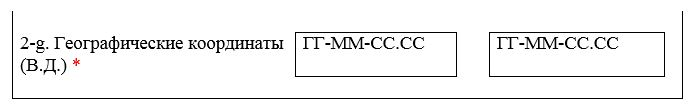 2-g. Географические координаты ГГ-ММ-СС.СС ГГ-ММ-СС.СС
(В.Д.) *